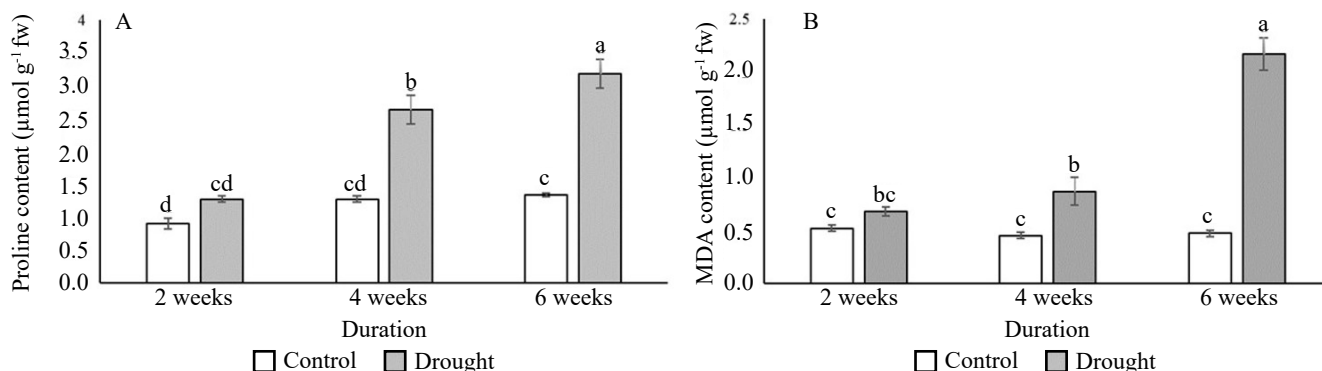 A
Proline content (µmol g⁻¹ fw)
4
3.5
3.0
2.5
2.0
1.5
1.0
0.5
0.0
d
cd
cd
b
c
a
2 weeks
4 weeks
6 weeks
Duration
Control
Drought
B
MDA content (µmol g⁻¹ fw)
2.5
2.0
1.5
1.0
0.5
0.0
c
bc
c
b
c
a
2 weeks
4 weeks
6 weeks
Duration
Control
Drought